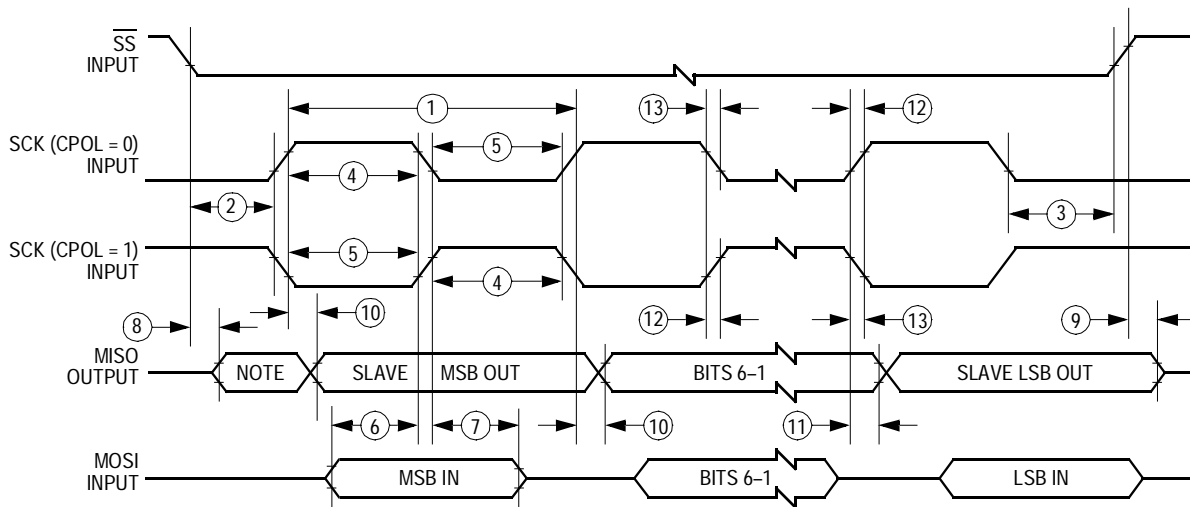 SS
INPUT
1
13
12
SCK (CPOL = 0)
INPUT
5
4
2
3
SCK (CPOL = 1)
INPUT
5
4
8
10
12
13
9
MISO
OUTPUT
NOTE
SLAVE
MSB OUT
BITS 6–1
SLAVE LSB OUT
6
7
10
11
MOSI
INPUT
MSB IN
BITS 6–1
LSB IN